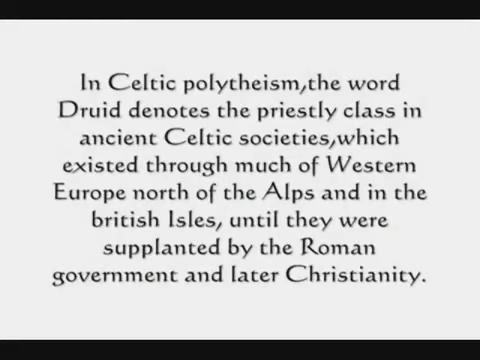 In Celtic polytheism,the word
Druid denotes the priestly class in
ancient Celtic societies,which
existed through much of Western
Europe north of the Alps and in the
british Isles, until they were
supplanted by the Roman
government and later Christianity.